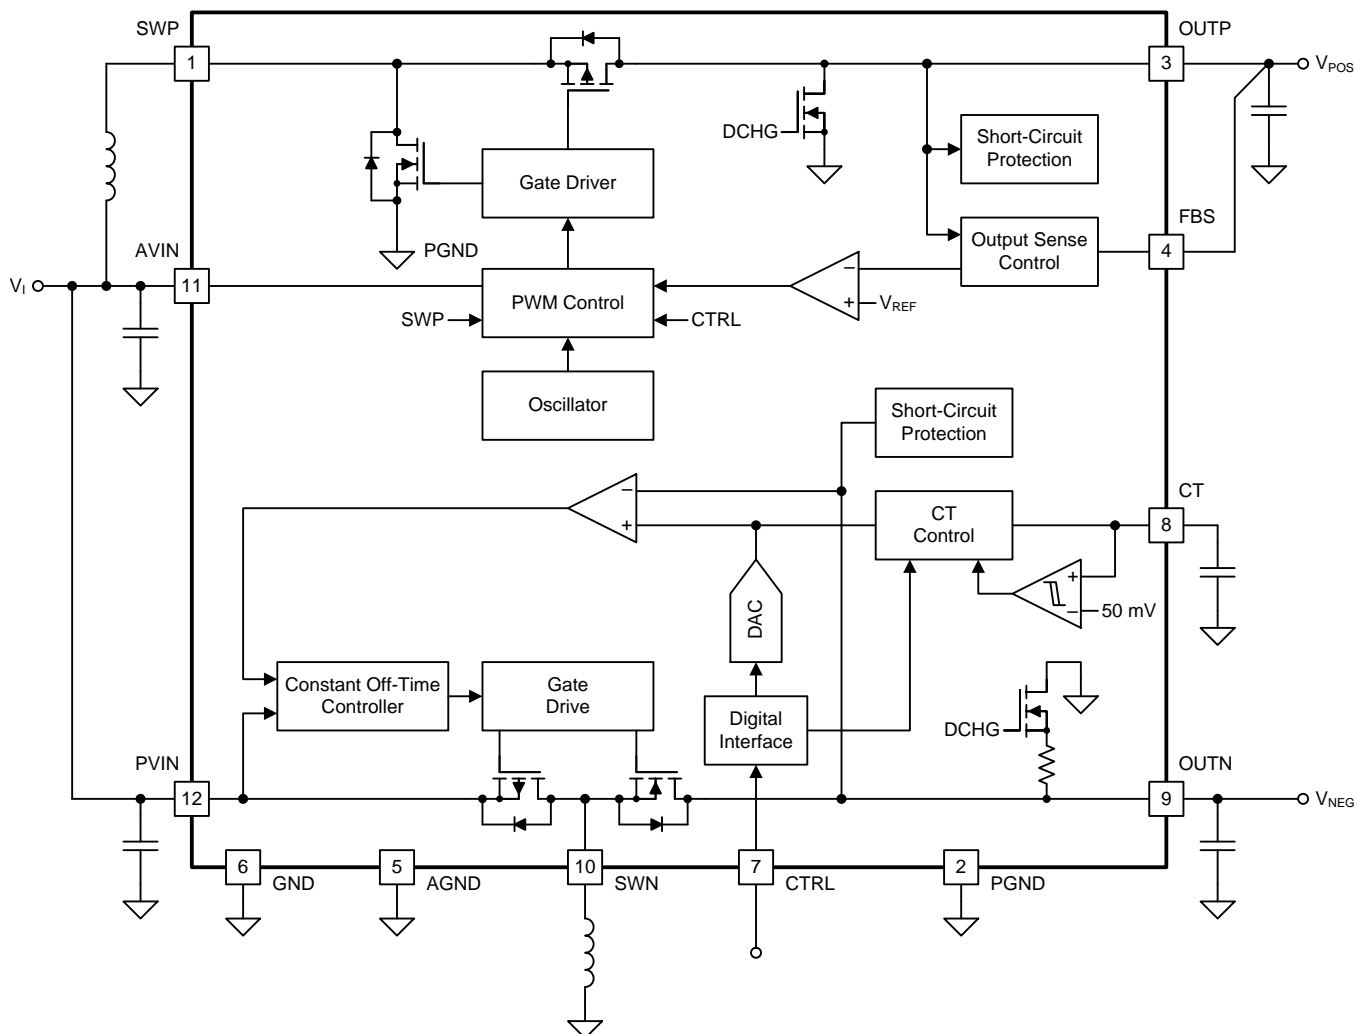 SWP
OUTP
1
3
VPOS
DCHG
Short-Circuit
Protection
Gate Driver
FBS
PGND
Output Sense
Control
4
AVIN
VI
11
PWM Control
−
+
VREF
SWP
CTRL
Oscillator
Short-Circuit
Protection
−
+
CT
Control
CT
8
+
−
50 mV
DAC
Constant Off-Time
Controller
Gate
Drive
Digital
Interface
DCHG
PVIN
OUTN
12
9
VNEG
6
GND
5
AGND
10
SWN
7
CTRL
2
PGND